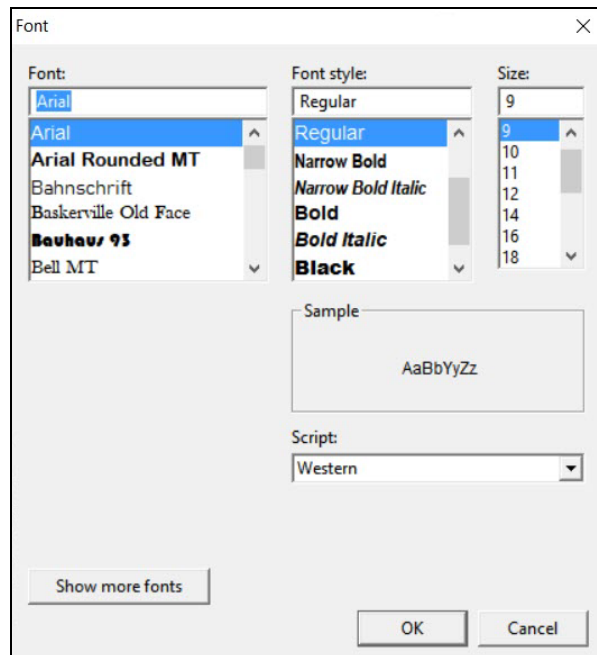 Font
Font:
Arial
Arial
Arial Rounded MT
Bahnschrift
Baskerville Old Face
Bauhaus 93
Bell MT
Font style:
Regular
Regular
Narrow Bold
Narrow Bold Italic
Bold
Bold Italic
Black
Size:
9
9
10
11
12
14
16
18
Sample
AaBbYyZz
Script:
Western
Show more fonts
OK
Cancel